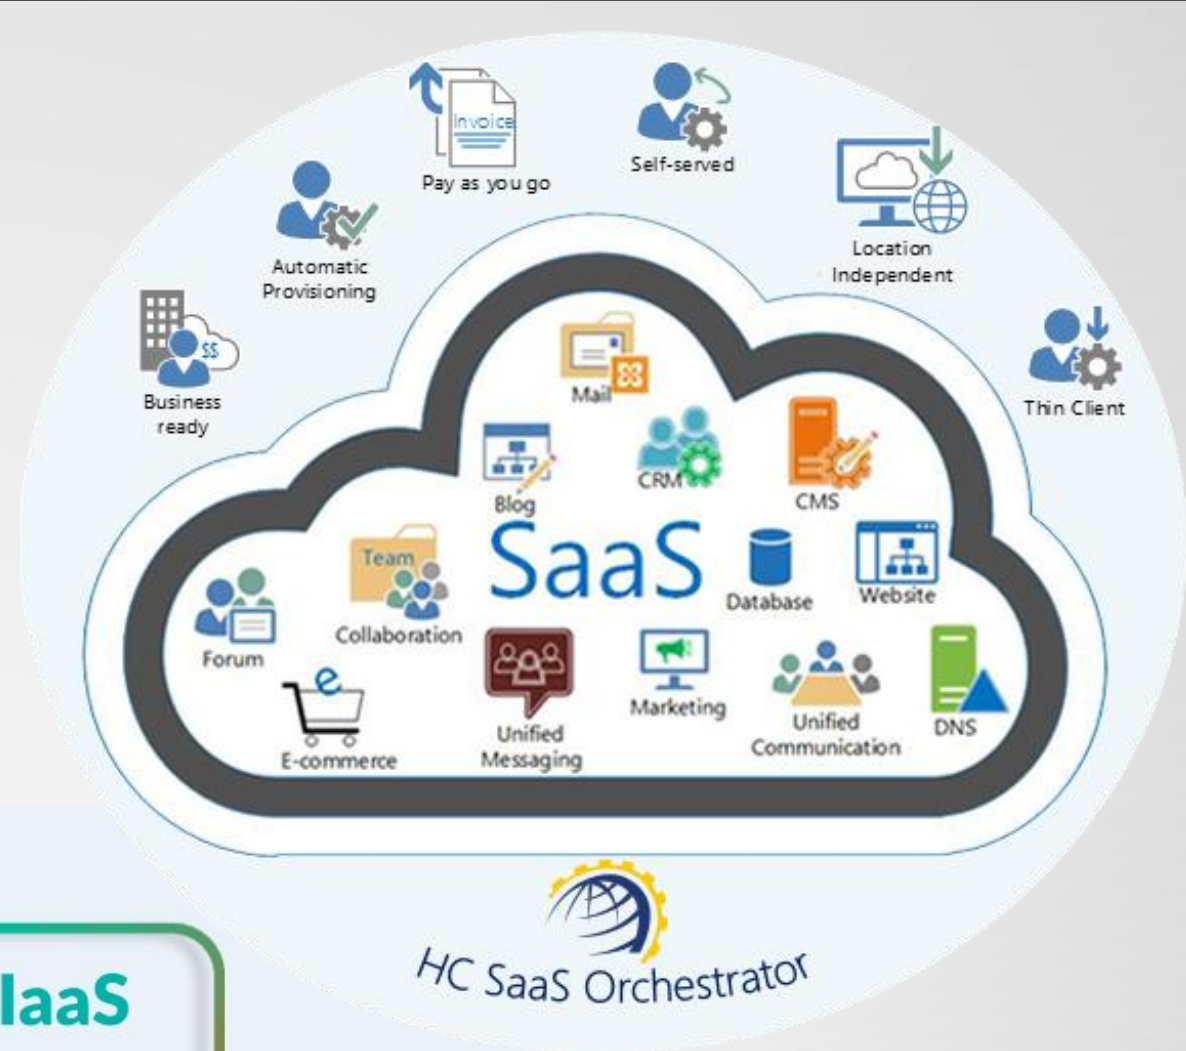 Invoice
Pay as you go
Self-served
Location
Independent
Automatic
Provisioning
$$
Business
ready
Thin Client
Mail
Blog
CRM
CMS
SaaS
Team
Collaboration
Database
Website
Forum
e
E-commerce
Unified
Messaging
Marketing
Unified
Communication
DNS
HC SaaS Orchestrator
IaaS